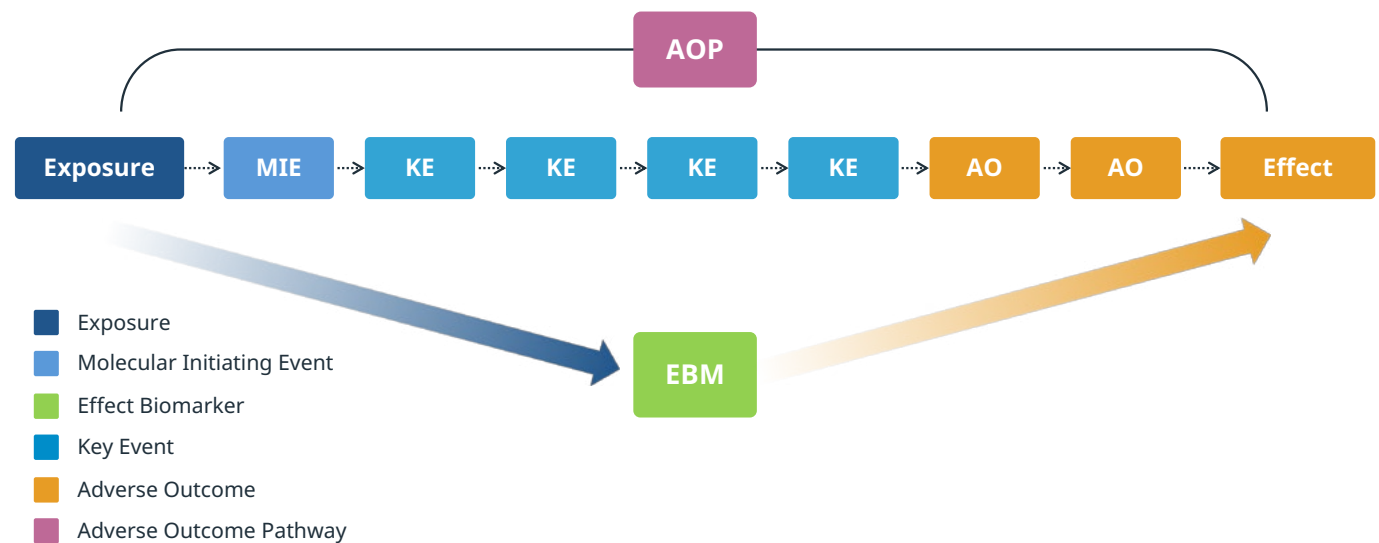 AOP
Exposure MIE KE KE KE KE AO AO Effect
EBM
Exposure
Molecular Initiating Event
Effect Biomarker
Key Event
Adverse Outcome
Adverse Outcome Pathway